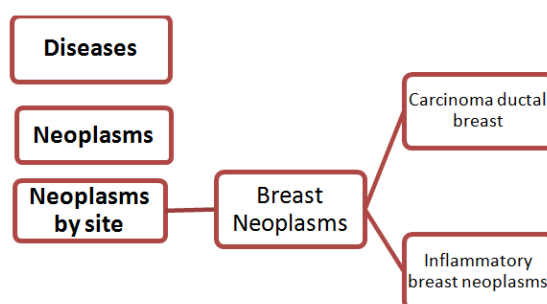 Diseases
Neoplasms
Neoplasms
by site
Breast
Neoplasms
Carcinoma ductal
breast
Inflammatory
breast neoplasms